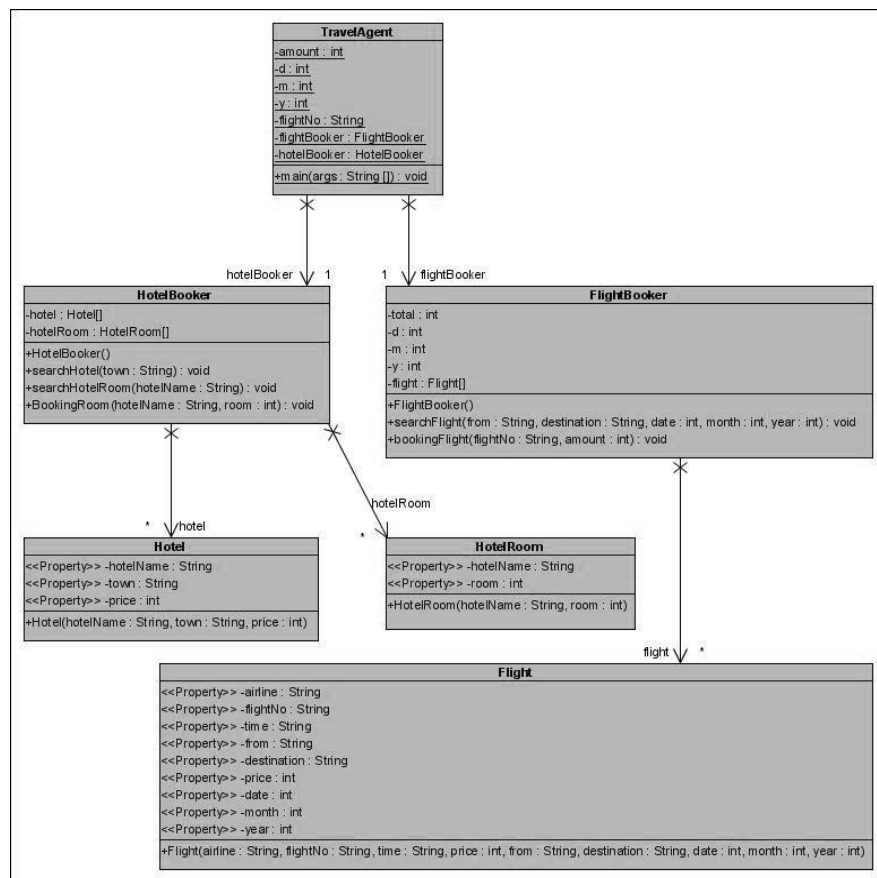 TravelAgent
-amount : int
-d : int
-m : int
-y : int
-flightNo : String
-flightBooker : FlightBooker
-hotelBooker : HotelBooker
+main(args : String []) : void
hotelBooker 1
1 flightBooker
HotelBooker
-hotel : Hotel[]
-hotelRoom : HotelRoom[]
+HotelBooker()
+searchHotel(town : String) : void
+searchHotelRoom(hotelName : String) : void
+BookingRoom(hotelName : String, room : int) : void
FlightBooker
-total : int
-d : int
-m : int
-y : int
-flight : Flight[]
+FlightBooker()
+searchFlight(from : String, destination : String, date : int, month : int, year : int) : void
+bookingFlight(flightNo : String, amount : int) : void
* hotel
hotelRoom
*
Hotel
<<Property>> -hotelName : String
<<Property>> -town : String
<<Property>> -price : int
+Hotel(hotelName : String, town : String, price : int)
HotelRoom
<<Property>> -hotelName : String
<<Property>> -room : int
+HotelRoom(hotelName : String, room : int)
flight *
Flight
<<Property>> -airline : String
<<Property>> -flightNo : String
<<Property>> -time : String
<<Property>> -from : String
<<Property>> -destination : String
<<Property>> -price : int
<<Property>> -date : int
<<Property>> -month : int
<<Property>> -year : int
+Flight(airline : String, flightNo : String, time : String, price : int, from : String, destination : String, date : int, month : int, year : int)